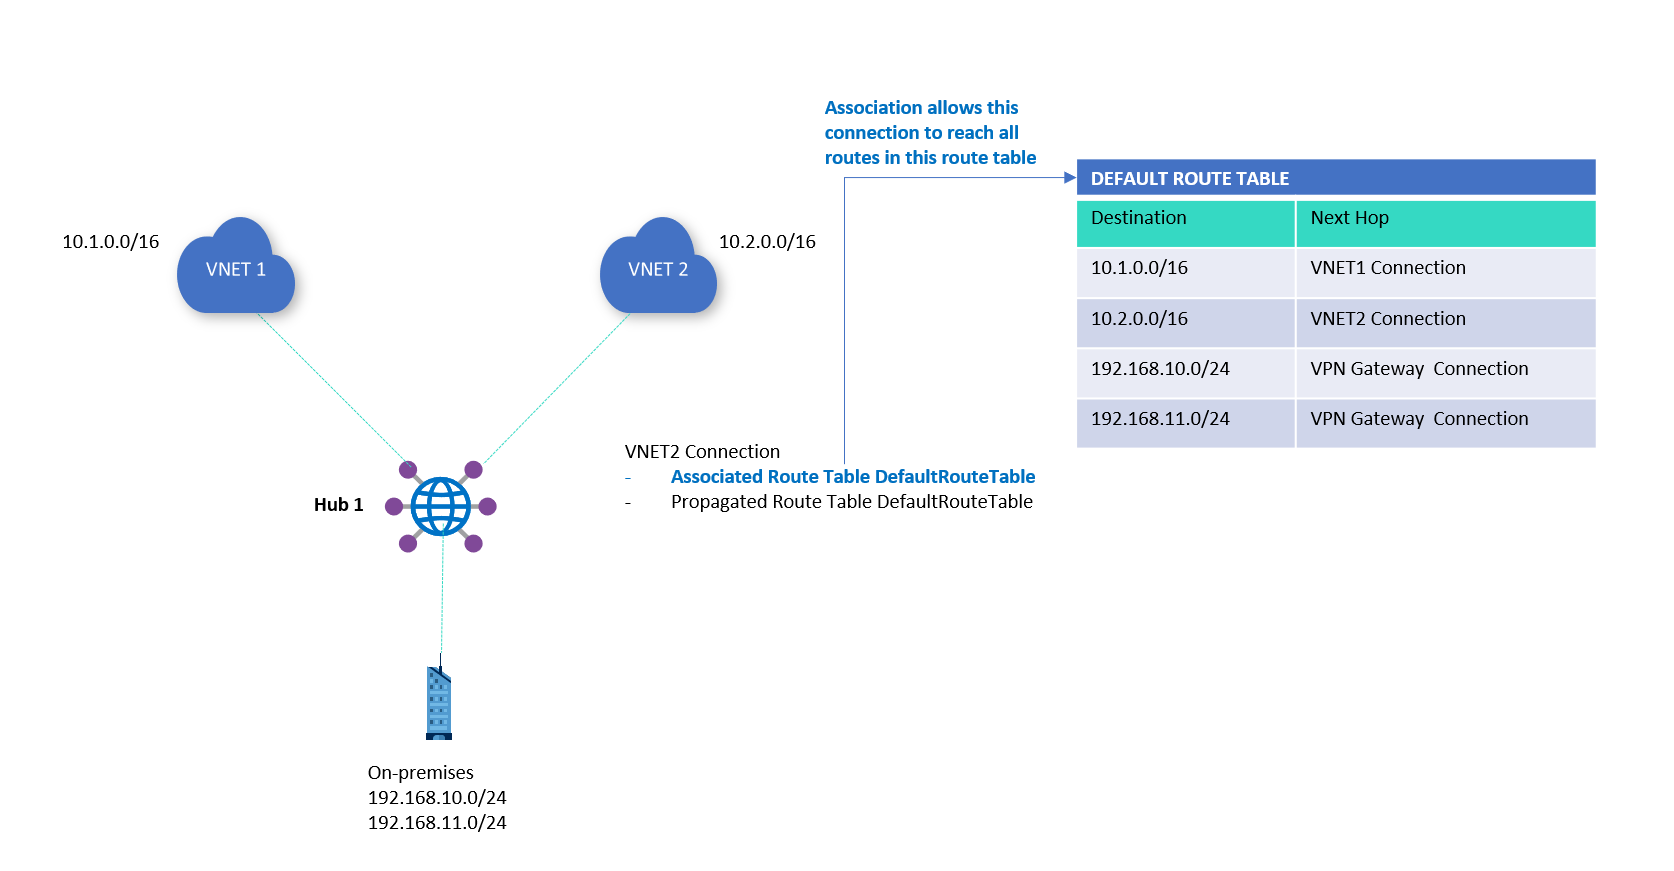 Association allows this
connection to reach all
routes in this route table
DEFAULT ROUTE TABLE
Destination Next Hop
10.1.0.0/16 VNET1 Connection
10.2.0.0/16 VNET2 Connection
192.168.10.0/24 VPN Gateway  Connection
192.168.11.0/24 VPN Gateway  Connection
10.1.0.0/16
VNET 1
VNET 2
10.2.0.0/16
VNET2 Connection
- Associated Route Table DefaultRouteTable
- Propagated Route Table DefaultRouteTable
Hub 1
On-premises
192.168.10.0/24
192.168.11.0/24